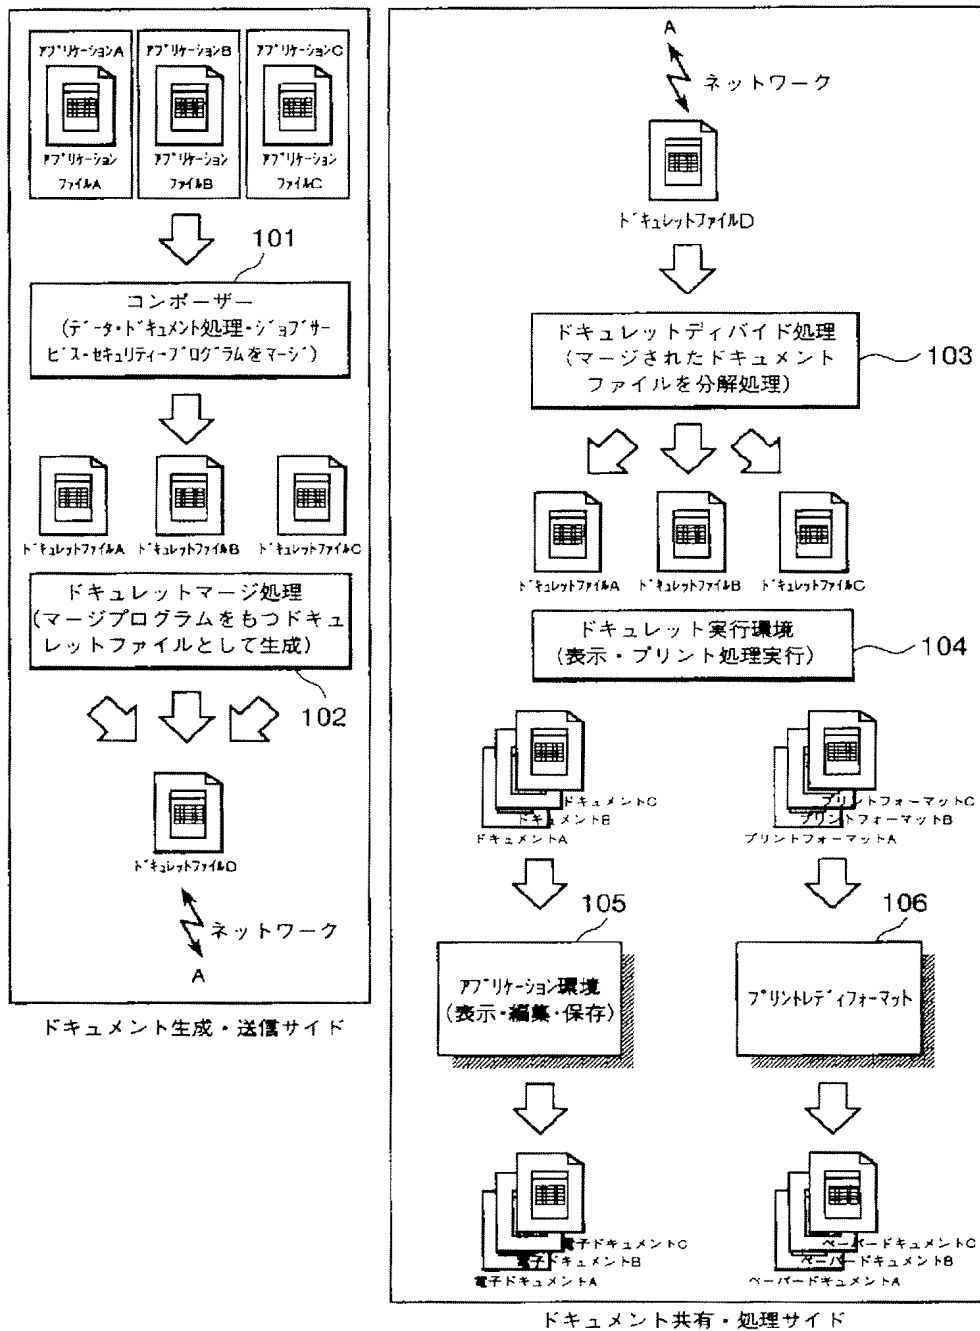 アプリケーションA
アプリケーションB
アプリケーションC
アプリケーション
ファイルA
アプリケーション
ファイルB
アプリケーション
ファイルC
101
コンポーザー
(データ・ドキュメント処理・ジョブサー
ビス・セキュリティ・プログラムをマージ)
ドキュレットファイルA
ドキュレットファイルB
ドキュレットファイルC
ドキュレットマージ処理
(マージプログラムをもつドキュ
レットファイルとして生成)
102
ドキュレットファイルD
ネットワーク
A
ドキュメント生成・送信サイド
A
ネットワーク
ドキュレットファイルD
ドキュレットディバイド処理
(マージされたドキュメント
ファイルを分解処理)
103
ドキュレットファイルA
ドキュレットファイルB
ドキュレットファイルC
ドキュレット実行環境
(表示・プリント処理実行)
104
ドキュメントC
ドキュメントB
ドキュメントA
プリントフォーマットC
プリントフォーマットB
プリントフォーマットA
105
アプリケーション環境
(表示・編集・保存)
106
プリントレディフォーマット
電子ドキュメントC
電子ドキュメントB
電子ドキュメントA
ペーパードキュメントC
ペーパードキュメントB
ペーパードキュメントA
ドキュメント共有・処理サイド